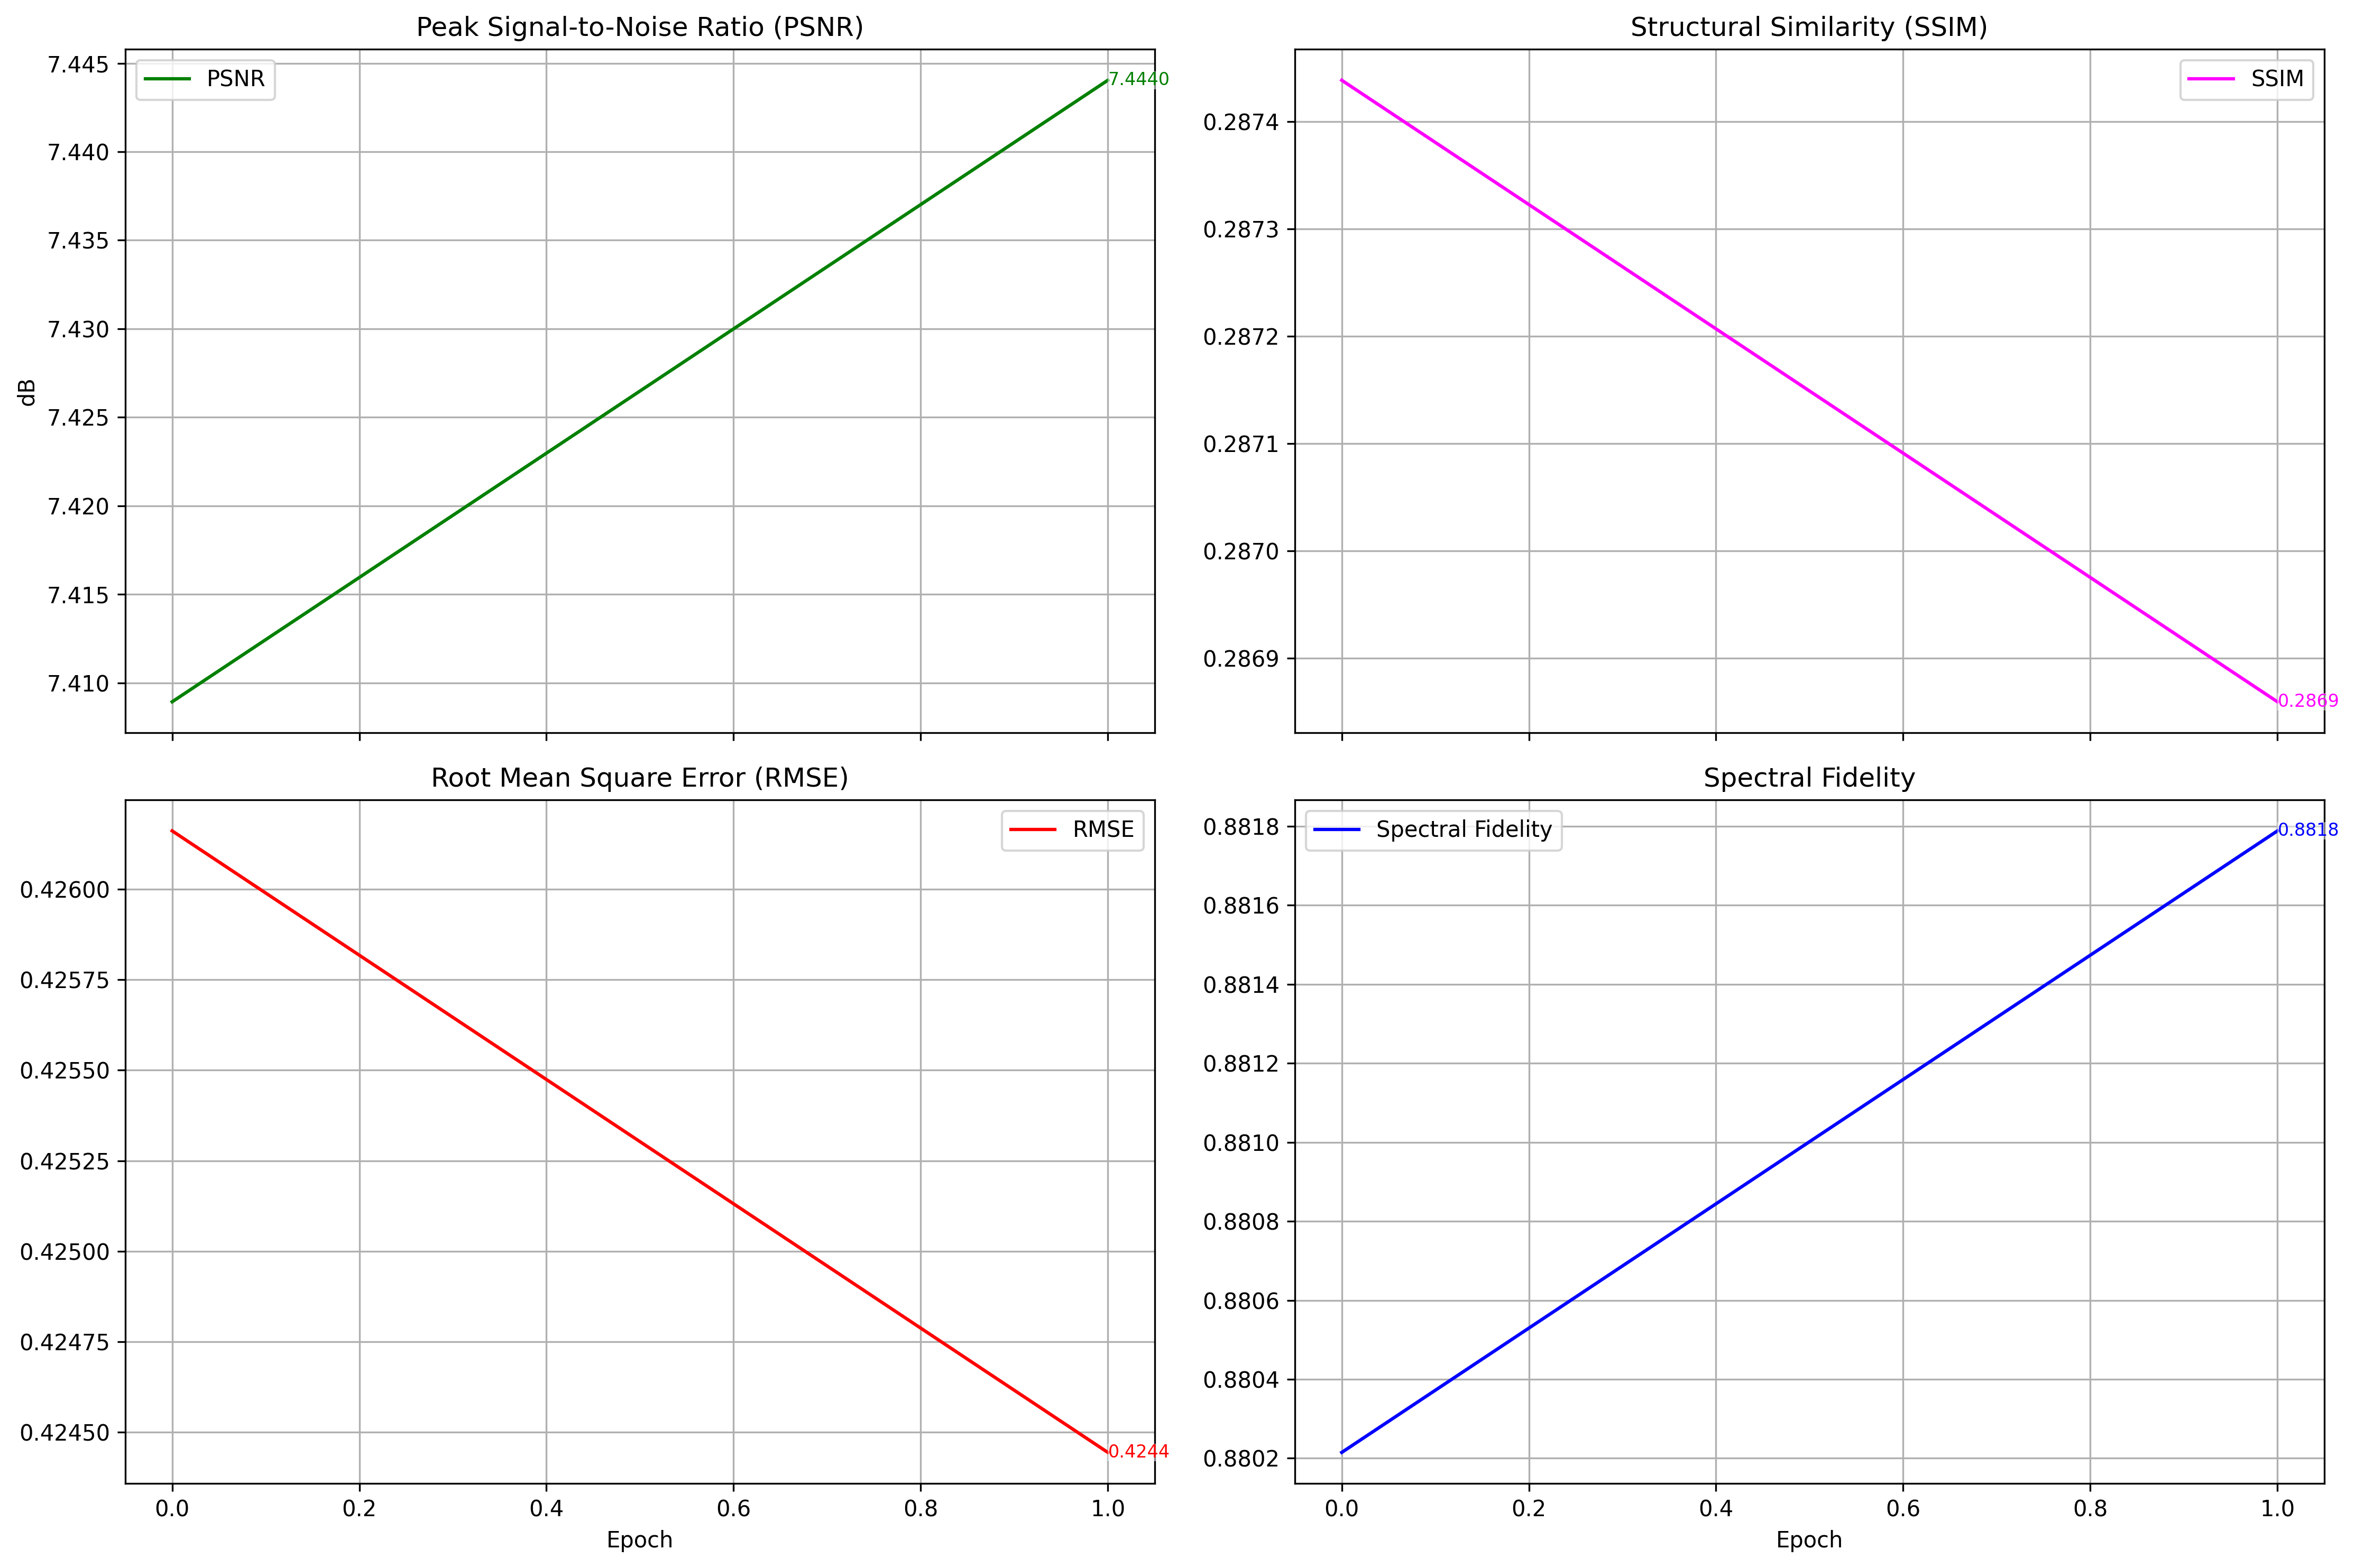 Peak Signal-to-Noise Ratio (PSNR)
PSNR
7.4440
7.445
7.440
7.435
7.430
7.425
7.420
7.415
7.410
dB
Structural Similarity (SSIM)
SSIM
0.2874
0.2873
0.2872
0.2871
0.2870
0.2869
0.2869
Root Mean Square Error (RMSE)
RMSE
0.42600
0.42575
0.42550
0.42525
0.42500
0.42475
0.42450
0.4244
0.0 0.2 0.4 0.6 0.8 1.0
Epoch
Spectral Fidelity
Spectral Fidelity
0.8818
0.8818
0.8816
0.8814
0.8812
0.8810
0.8808
0.8806
0.8804
0.8802
0.0 0.2 0.4 0.6 0.8 1.0
Epoch